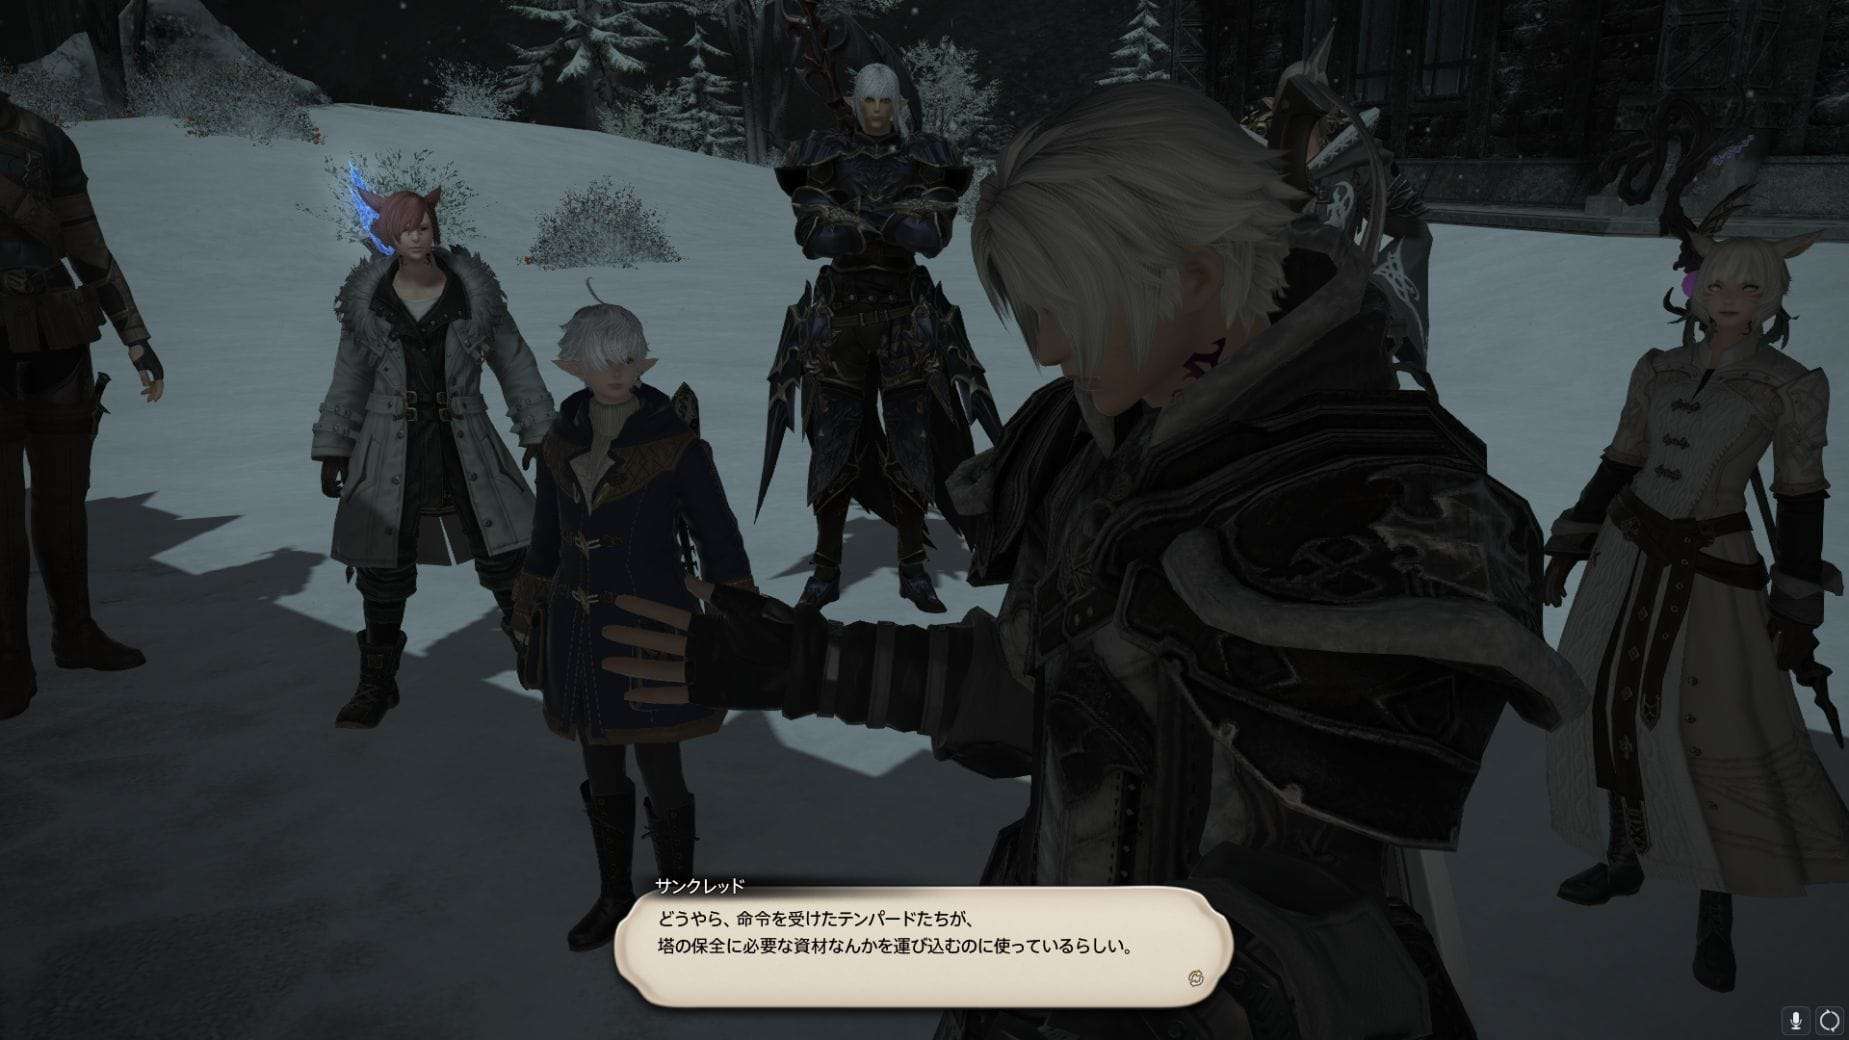 サンクレッド
どうやら、命令を受けたテンパードたちが、
塔の保全に必要な資材なんかを運び込むのに使っているらしい。